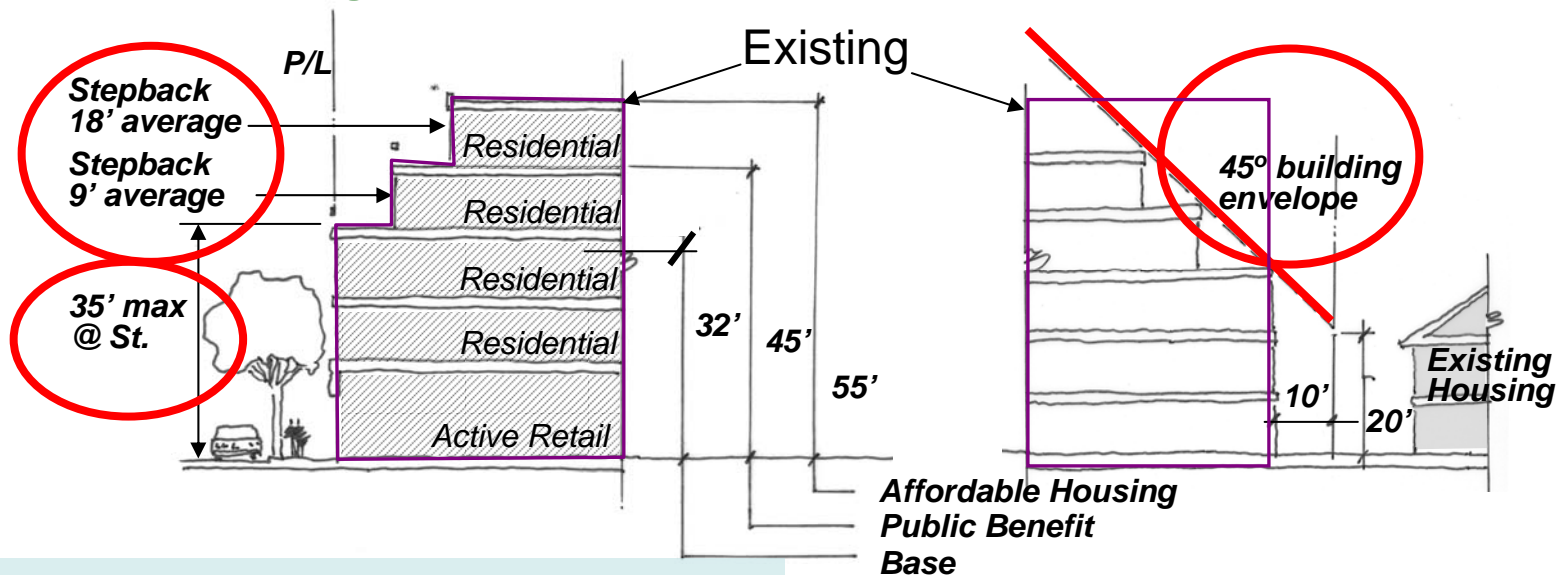 Existing
P/L
Stepback
18’ average
Stepback
9’ average
35’ max
@ St.
Residential
Residential
Residential
Residential
Active Retail
32’
45’
55’
45º building
envelope
10’
20’
Existing
Housing
Affordable Housing
Public Benefit
Base